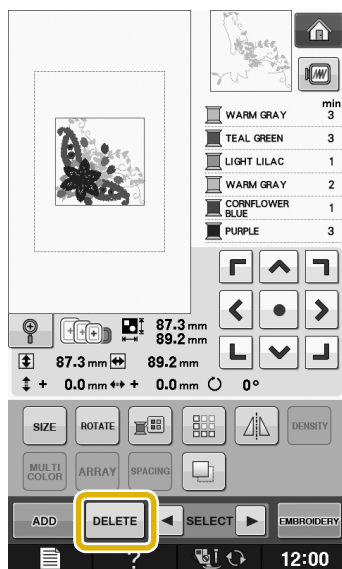 min
WARM GRAY 3
TEAL GREEN 3
LIGHT LILAC 1
WARM GRAY 2
CORNFLOWER
BLUE 1
PURPLE 3
87.3 mm
89.2 mm
87.3 mm 89.2 mm
+ 0.0 mm + 0.0 mm 0°
SIZE ROTATE DENSITY
MULTI
COLOR ARRAY SPACING
ADD DELETE SELECT EMBROIDERY
? 12:00